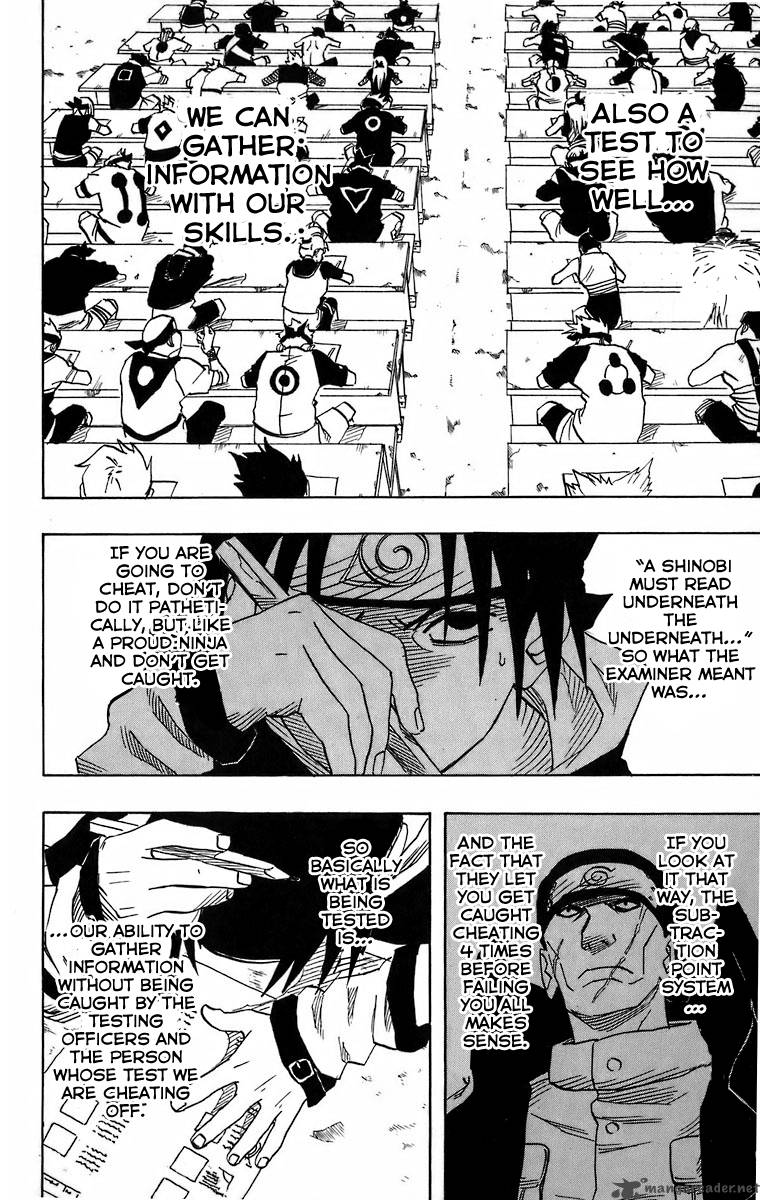 ALSO A
TEST TO
SEE HOW
WELL...
WE CAN
GATHER
INFORMATION
WITH OUR
SKILLS.
"A SHINOBI
MUST READ
UNDERNEATH
THE
UNDERNEATH..."
SO WHAT THE
EXAMINER MEANT
WAS...
IF YOU ARE
GOING TO
CHEAT, DON'T
DO IT PATHETI-
CALLY, BUT LIKE
A PROUD NINJA
AND DON'T GET
CAUGHT.
IF YOU
LOOK AT
IT THAT
WAY, THE
SUB-
TRAC-
TION
POINT
SYSTEM
...
AND THE
FACT THAT
THEY LET
YOU GET
CAUGHT
CHEATING
4 TIMES
BEFORE
FAILING
YOU ALL
MAKES
SENSE.
SO
BASICALLY
WHAT IS
BEING
TESTED
IS...
...OUR ABILITY TO
GATHER
INFORMATION
WITHOUT BEING
CAUGHT BY THE
TESTING
OFFICERS AND
THE PERSON
WHOSE TEST WE
ARE CHEATING
OFF.
mangareader.net